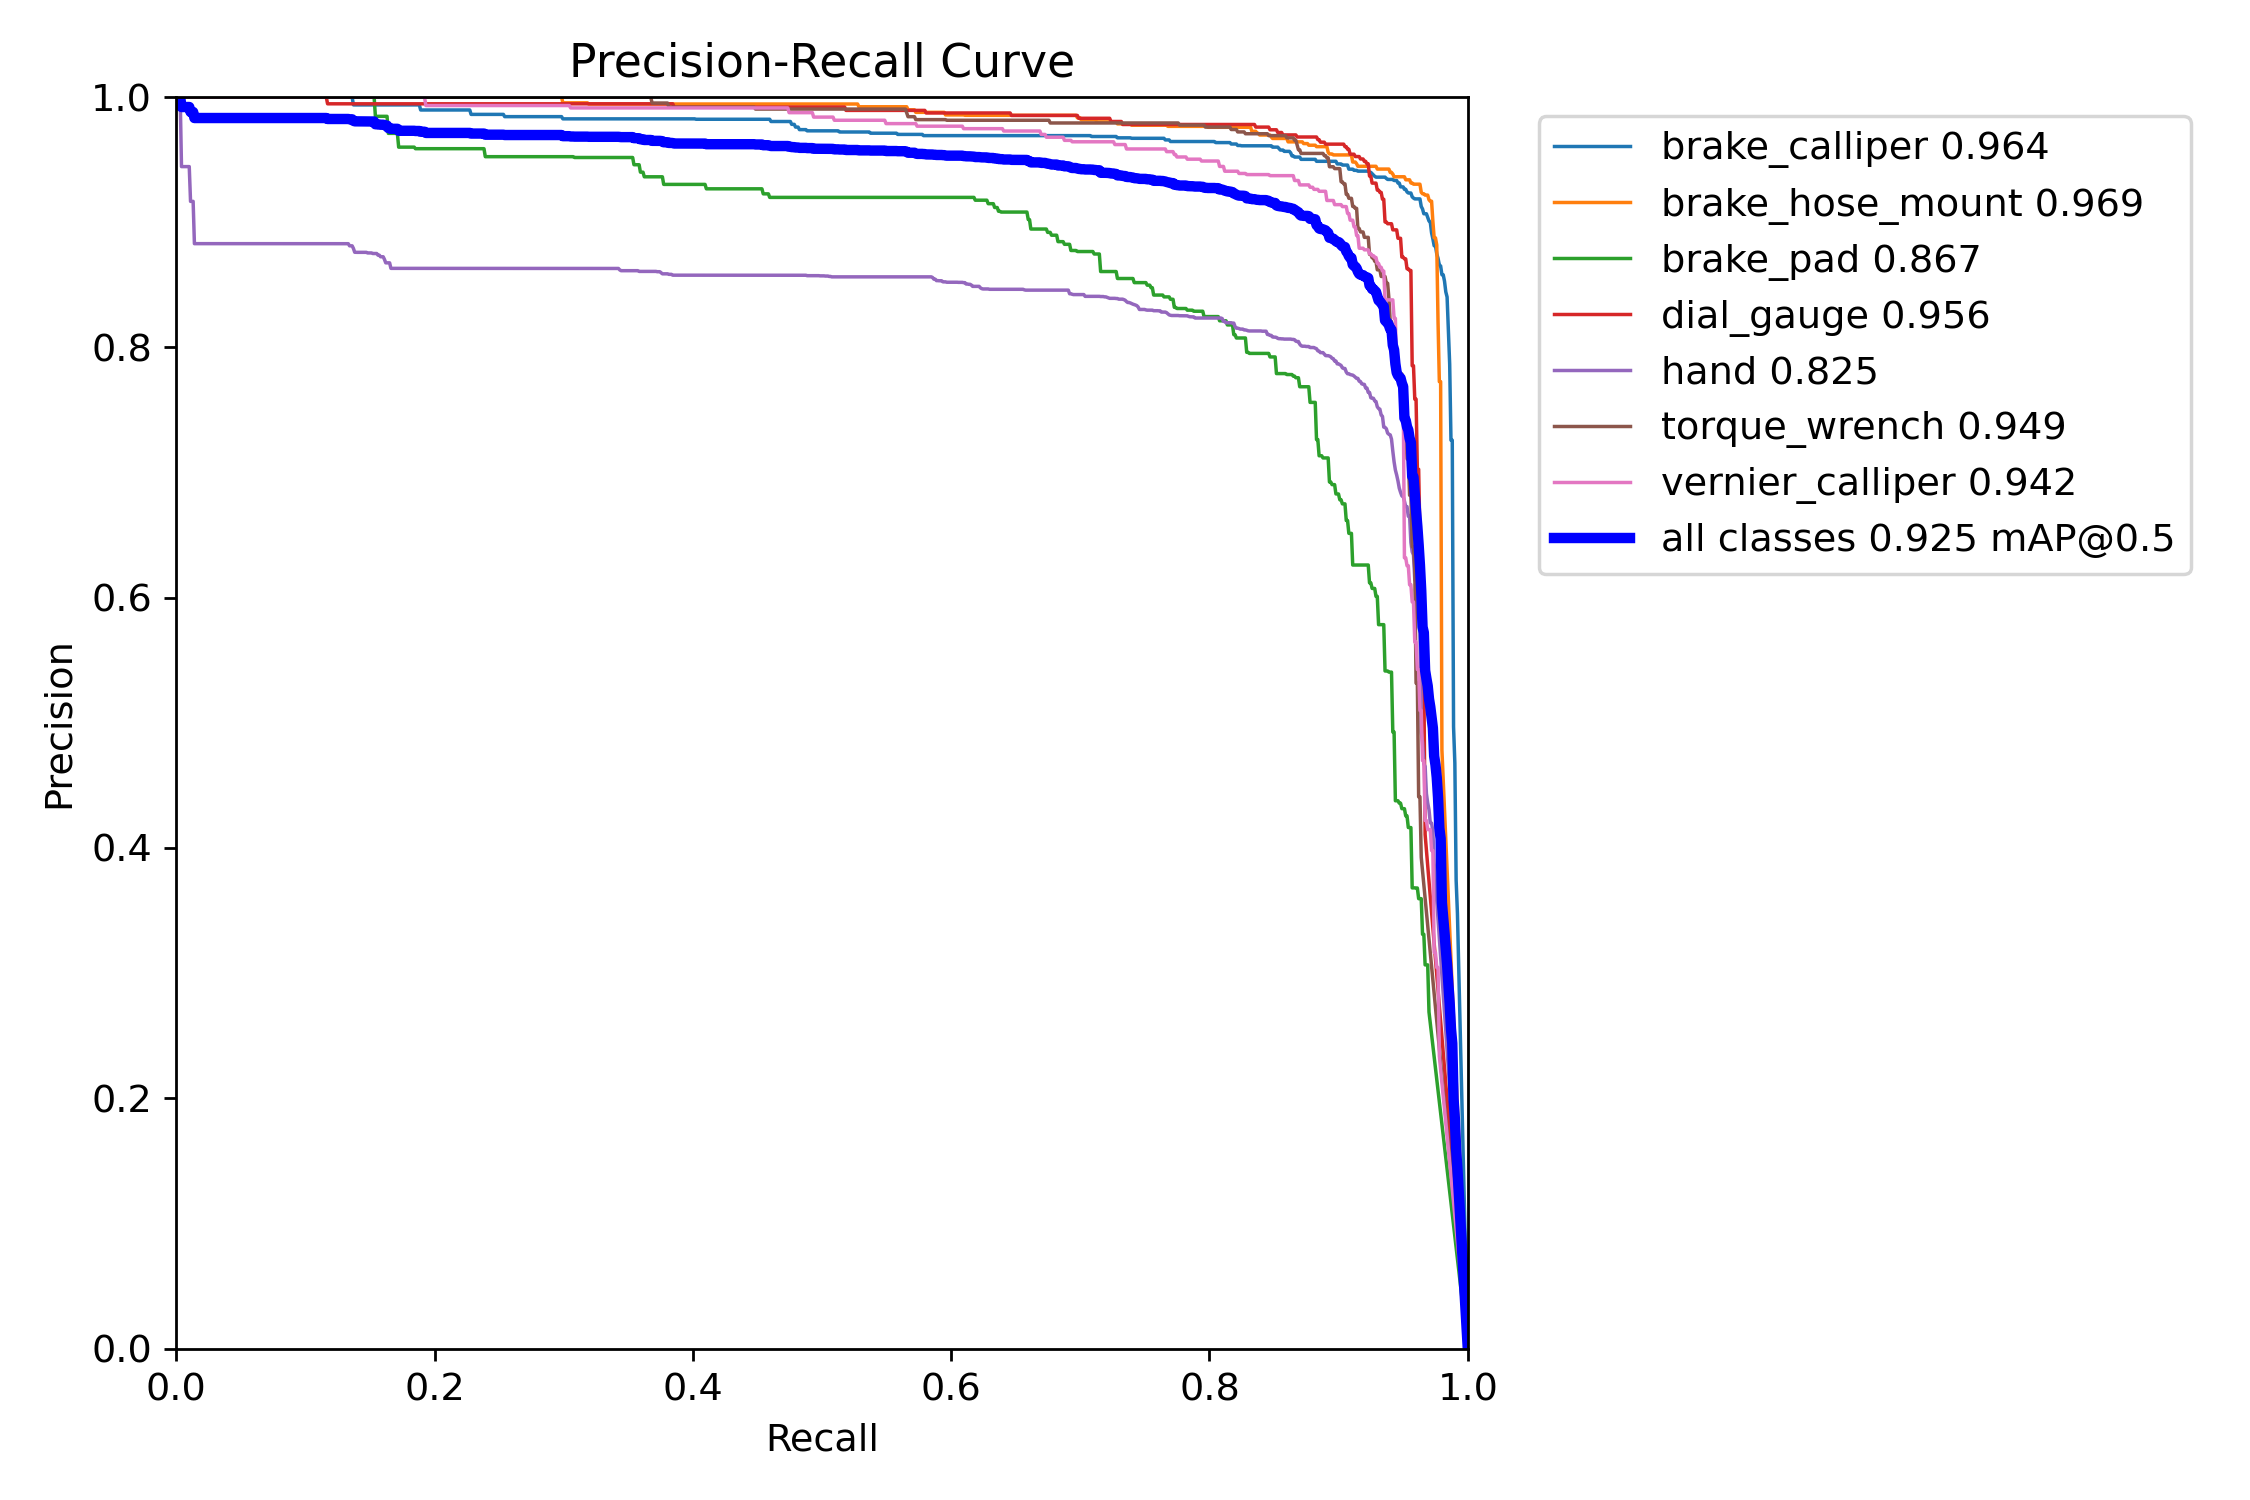 Precision-Recall Curve
1.0
0.8
0.6
0.4
0.2
0.0
Precision
0.0 0.2 0.4 0.6 0.8 1.0
Recall
brake_calliper 0.964
brake_hose_mount 0.969
brake_pad 0.867
dial_gauge 0.956
hand 0.825
torque_wrench 0.949
vernier_calliper 0.942
all classes 0.925 mAP@0.5